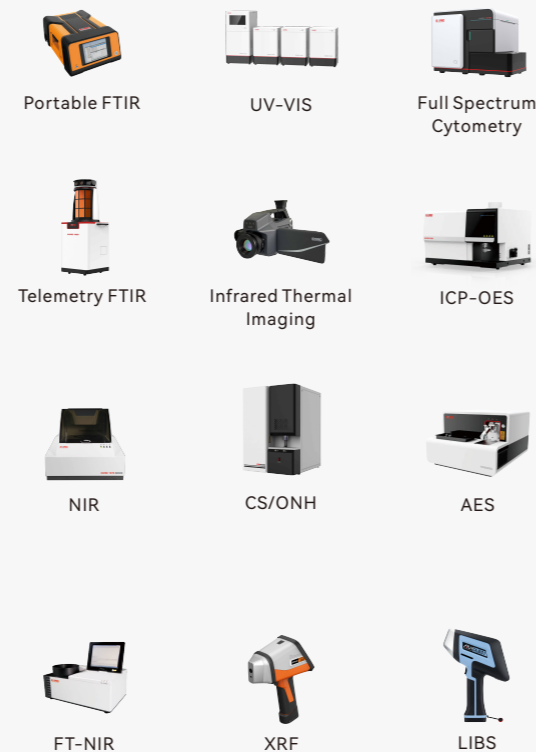 Portable FTIR
UV-VIS
Full Spectrum
Cytometry
Telemetry FTIR
Infrared Thermal
Imaging
ICP-OES
NIR
CS/ONH
AES
FT-NIR
XRF
LIBS